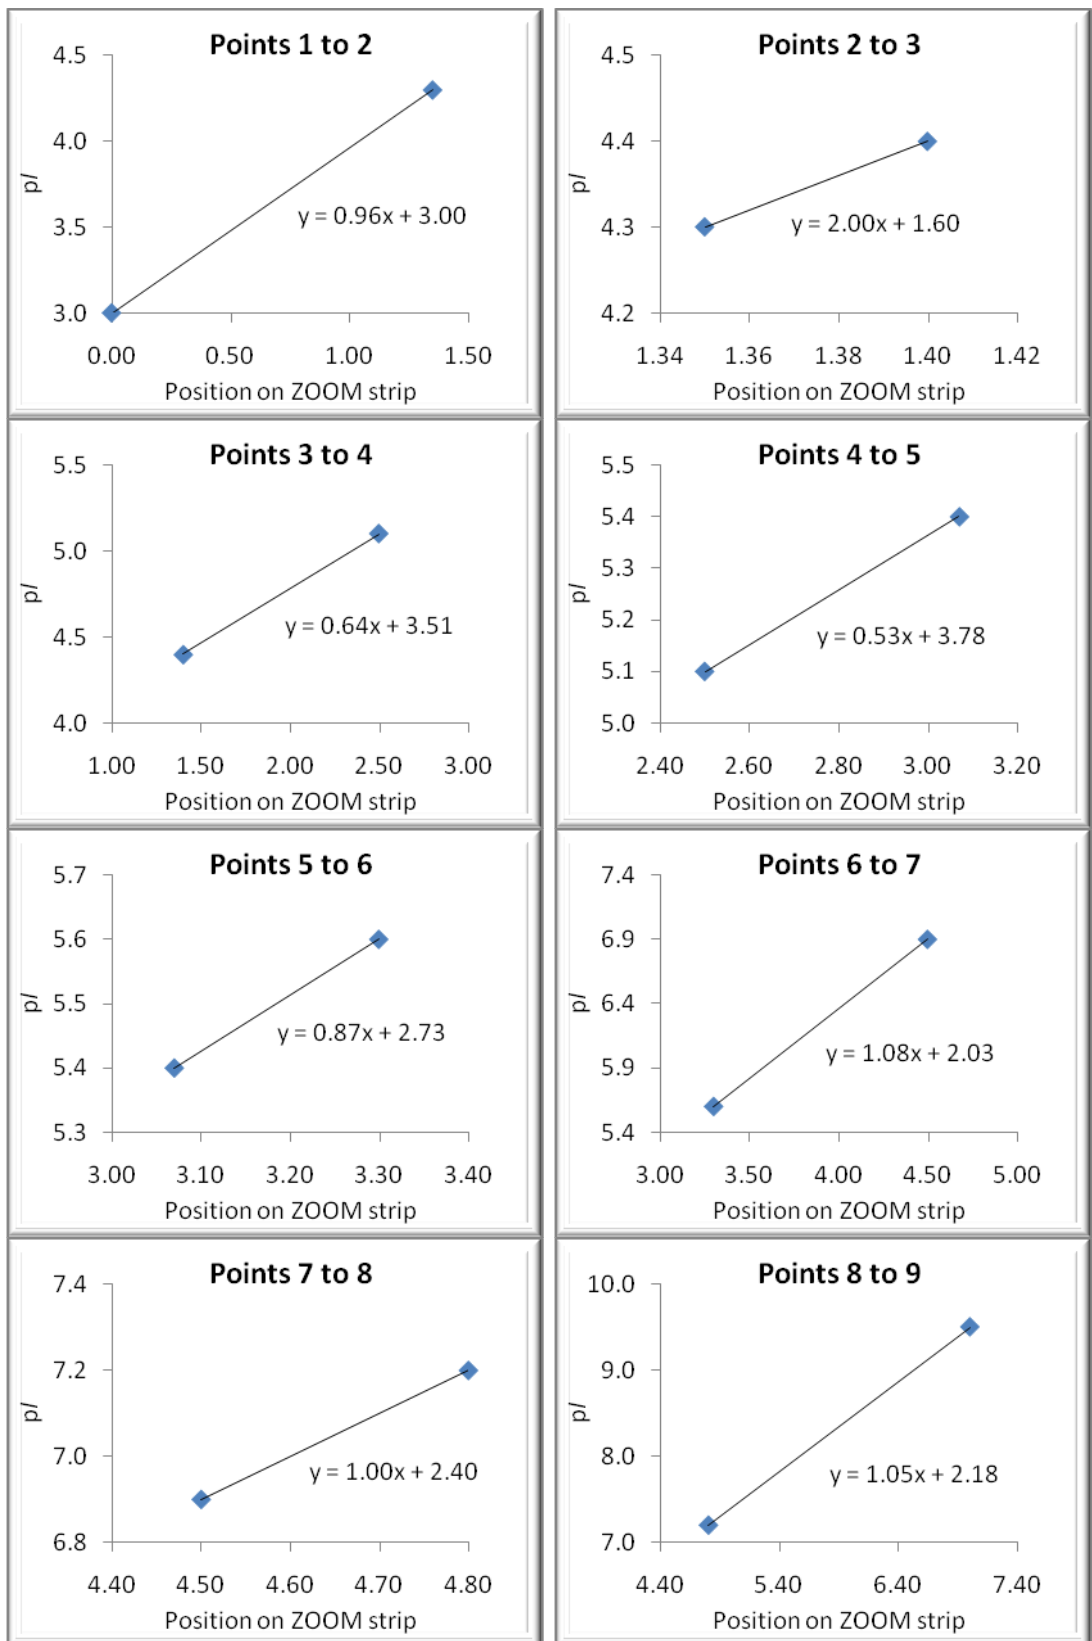 Points 1 to 2
4.5
4.0
3.5
3.0
pI
y = 0.96x + 3.00
0.00 0.50 1.00 1.50
Position on ZOOM strip
Points 2 to 3
4.5
4.4
4.3
4.2
pI
y = 2.00x + 1.60
1.34 1.36 1.38 1.40 1.42
Position on ZOOM strip
Points 3 to 4
5.5
5.0
4.5
4.0
pI
y = 0.64x + 3.51
1.00 1.50 2.00 2.50 3.00
Position on ZOOM strip
Points 4 to 5
5.5
5.4
5.3
5.2
5.1
5.0
pI
y = 0.53x + 3.78
2.40 2.60 2.80 3.00 3.20
Position on ZOOM strip
Points 5 to 6
5.7
5.6
5.5
5.4
5.3
pI
y = 0.87x + 2.73
3.00 3.10 3.20 3.30 3.40
Position on ZOOM strip
Points 6 to 7
7.4
6.9
6.4
5.9
5.4
pI
y = 1.08x + 2.03
3.00 3.50 4.00 4.50 5.00
Position on ZOOM strip
Points 7 to 8
7.4
7.2
7.0
6.8
pI
y = 1.00x + 2.40
4.40 4.50 4.60 4.70 4.80
Position on ZOOM strip
Points 8 to 9
10.0
9.0
8.0
7.0
pI
y = 1.05x + 2.18
4.40 5.40 6.40 7.40
Position on ZOOM strip